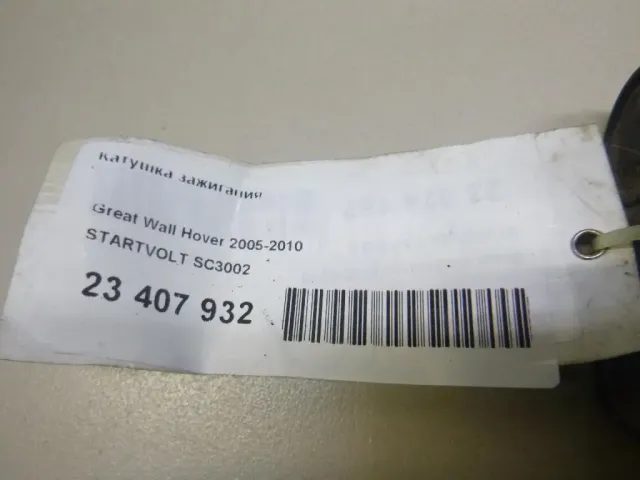 катушка зажигания
Great Wall Hover 2005-2010
STARTVOLT SC3002
23 407 932